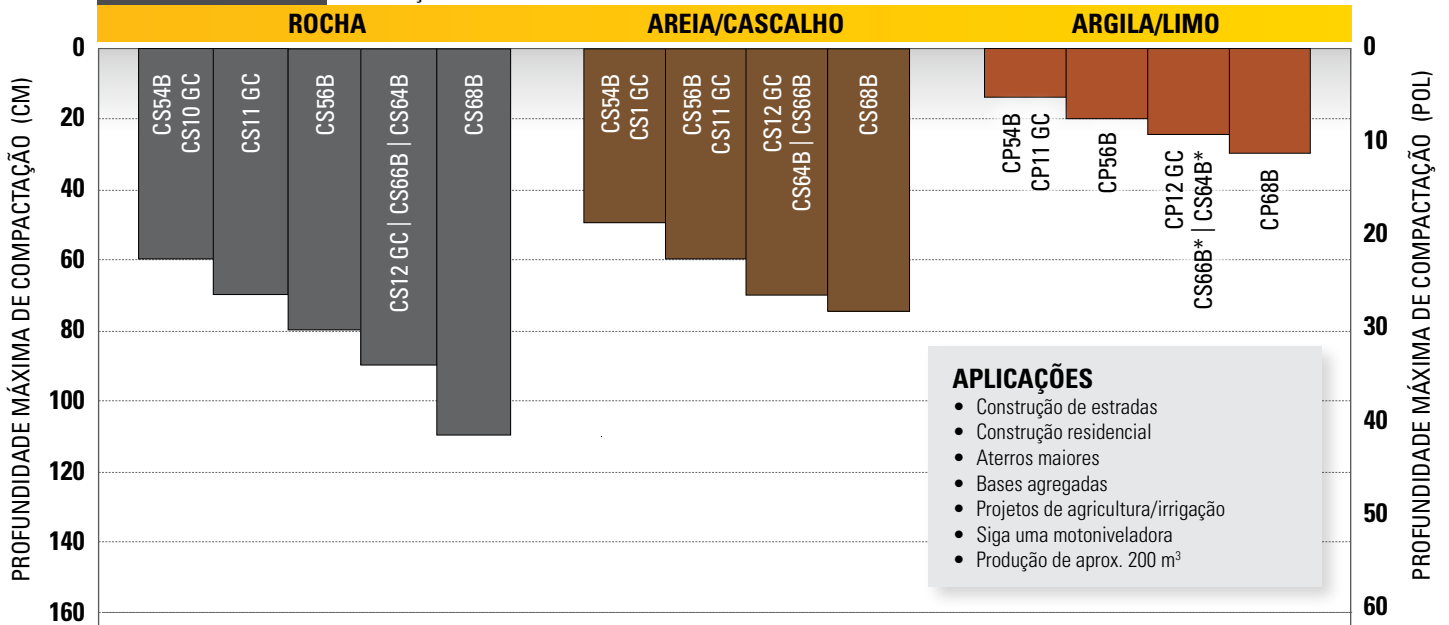 ROCHA
AREIA/CASCALHO
ARGILA/LIMO
PROFUNDIDADE MÁXIMA DE COMPACTAÇÃO (CM)
0
20
40
60
80
100
120
140
160
CS54B
CS10 GC
CS11 GC
CS56B
CS12 GC | CS66B | CS64B
CS68B
CS54B
CS1 GC
CS56B
CS11 GC
CS12 GC
CS64B | CS66B
CS68B
CP54B
CP11 GC
CP56B
CP12 GC
CS66B* | CS64B*
CP68B
0
10
20
30
40
50
60
PROFUNDIDADE MÁXIMA DE COMPACTAÇÃO (POL)
APLICAÇÕES
• Construção de estradas
• Construção residencial
• Aterros maiores
• Bases agregadas
• Projetos de agricultura/irrigação
• Siga uma motoniveladora
• Produção de aprox. 200 m³